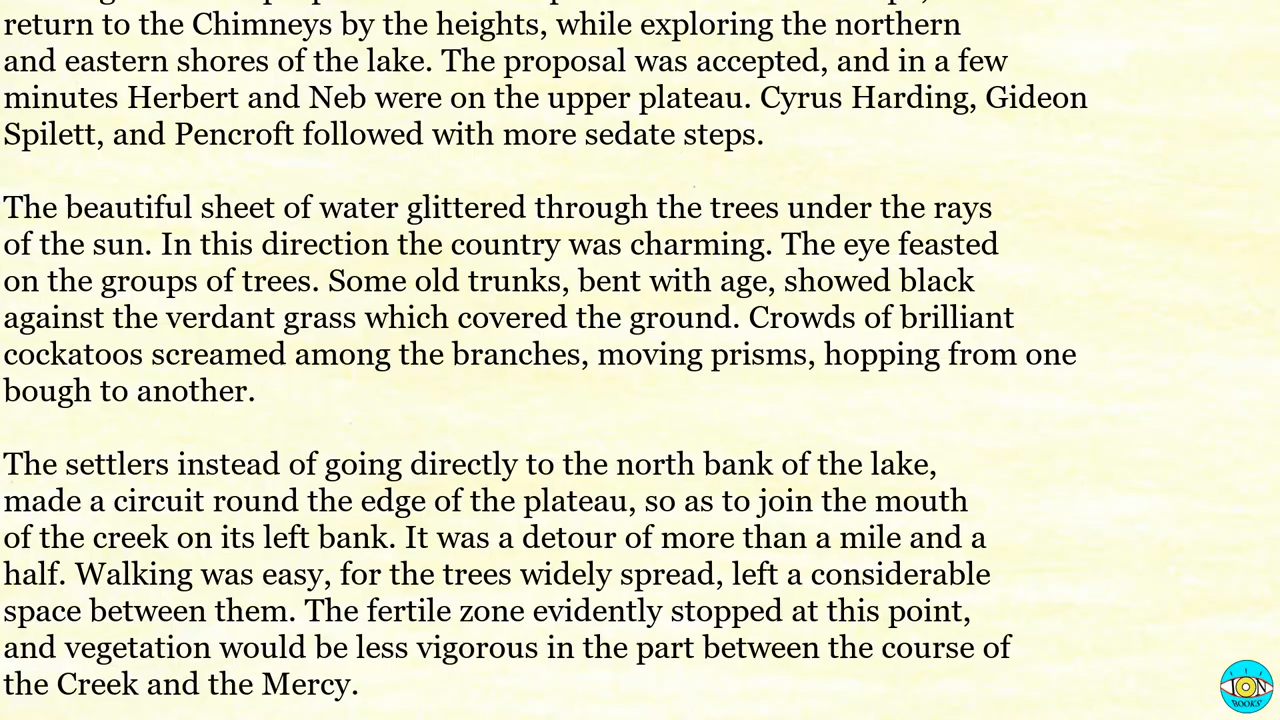 return to the Chimneys by the heights, while exploring the northern
and eastern shores of the lake. The proposal was accepted, and in a few
minutes Herbert and Neb were on the upper plateau. Cyrus Harding, Gideon
Spilett, and Pencroft followed with more sedate steps.
The beautiful sheet of water glittered through the trees under the rays
of the sun. In this direction the country was charming. The eye feasted
on the groups of trees. Some old trunks, bent with age, showed black
against the verdant grass which covered the ground. Crowds of brilliant
cockatoos screamed among the branches, moving prisms, hopping from one
bough to another.
The settlers instead of going directly to the north bank of the lake,
made a circuit round the edge of the plateau, so as to join the mouth
of the creek on its left bank. It was a detour of more than a mile and a
half. Walking was easy, for the trees widely spread, left a considerable
space between them. The fertile zone evidently stopped at this point,
and vegetation would be less vigorous in the part between the course of
the Creek and the Mercy.
ION
BOOKS